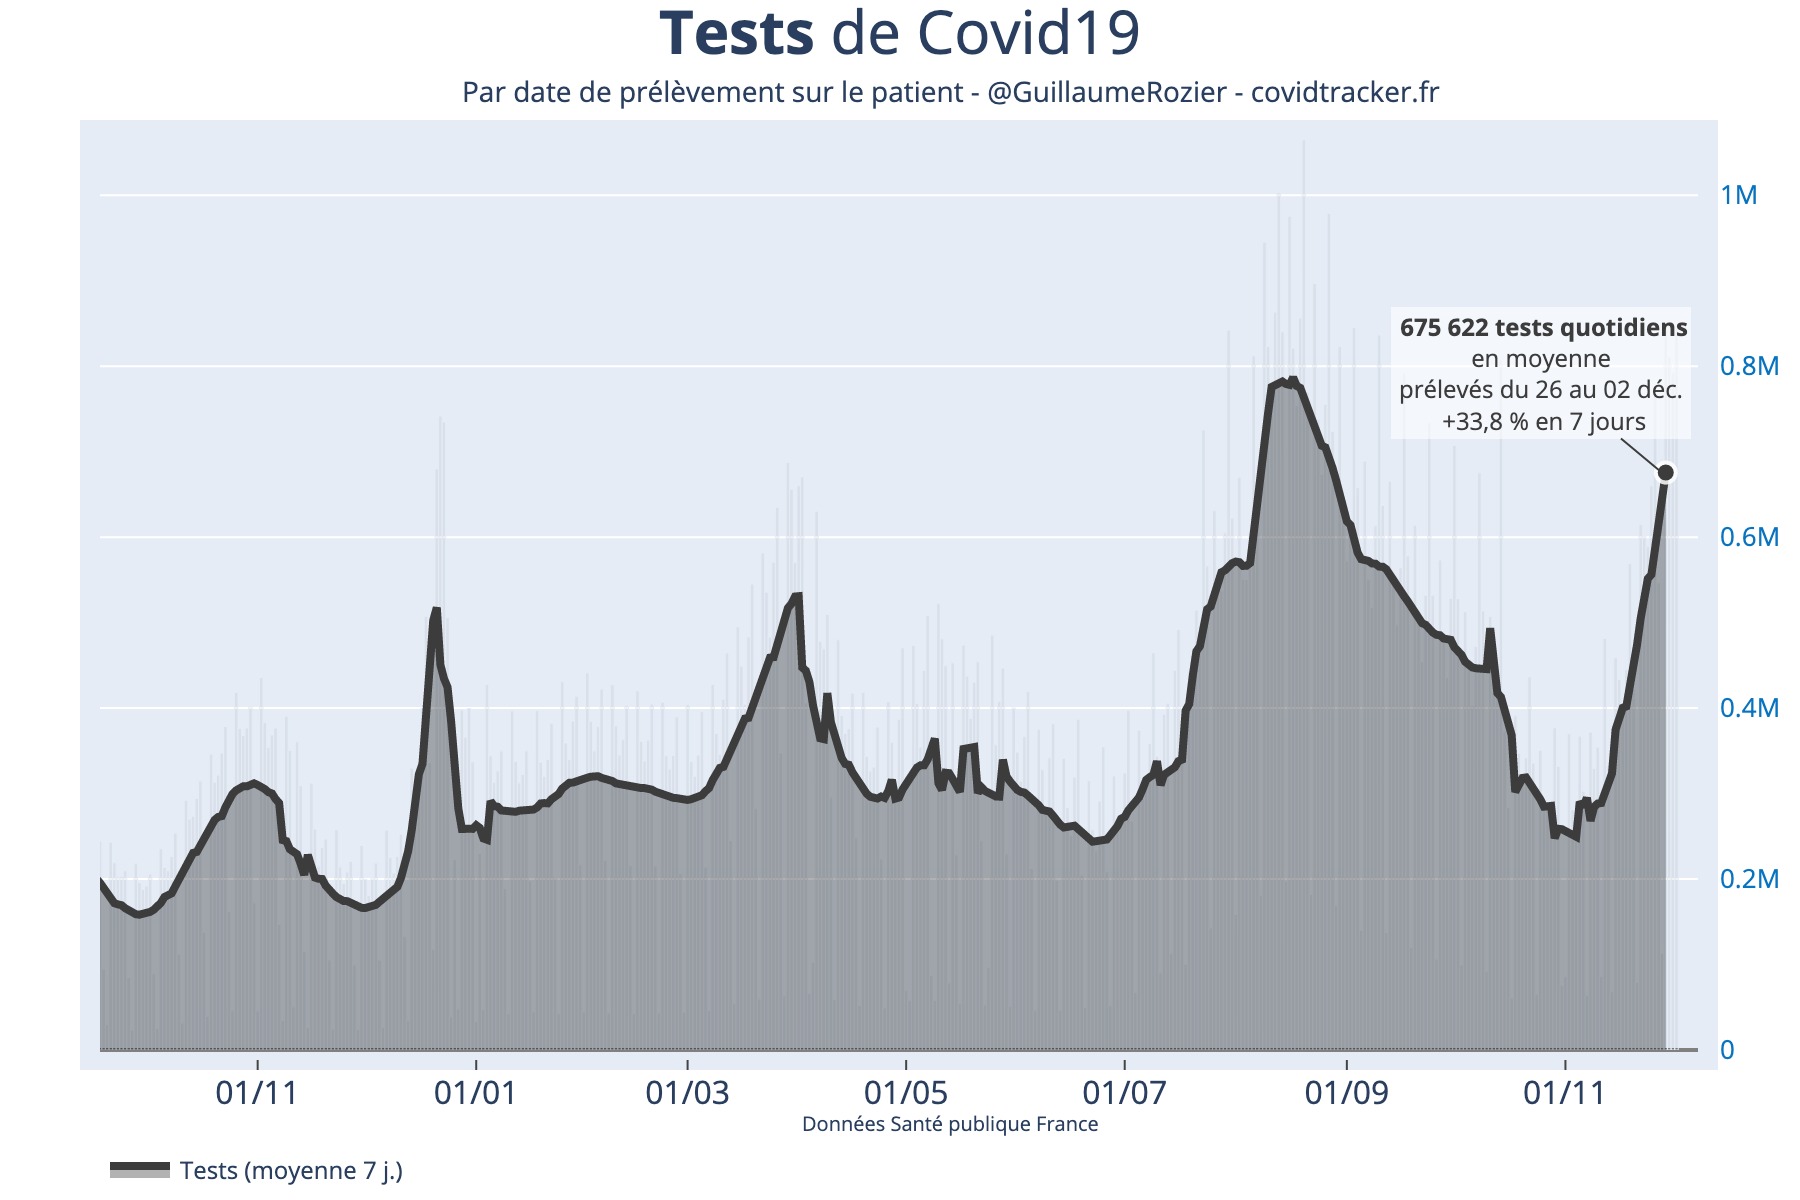 Tests de Covid19
Par date de prélèvement sur le patient - @GuillaumeRozier - covidtracker.fr
1M
675 622 tests quotidiens
en moyenne
prélevés du 26 au 02 déc.
+33,8 % en 7 jours
0.8M
0.6M
0.4M
0.2M
0
01/11 01/01 01/03 01/05 01/07 01/09 01/11
Données Santé publique France
Tests (moyenne 7 j.)